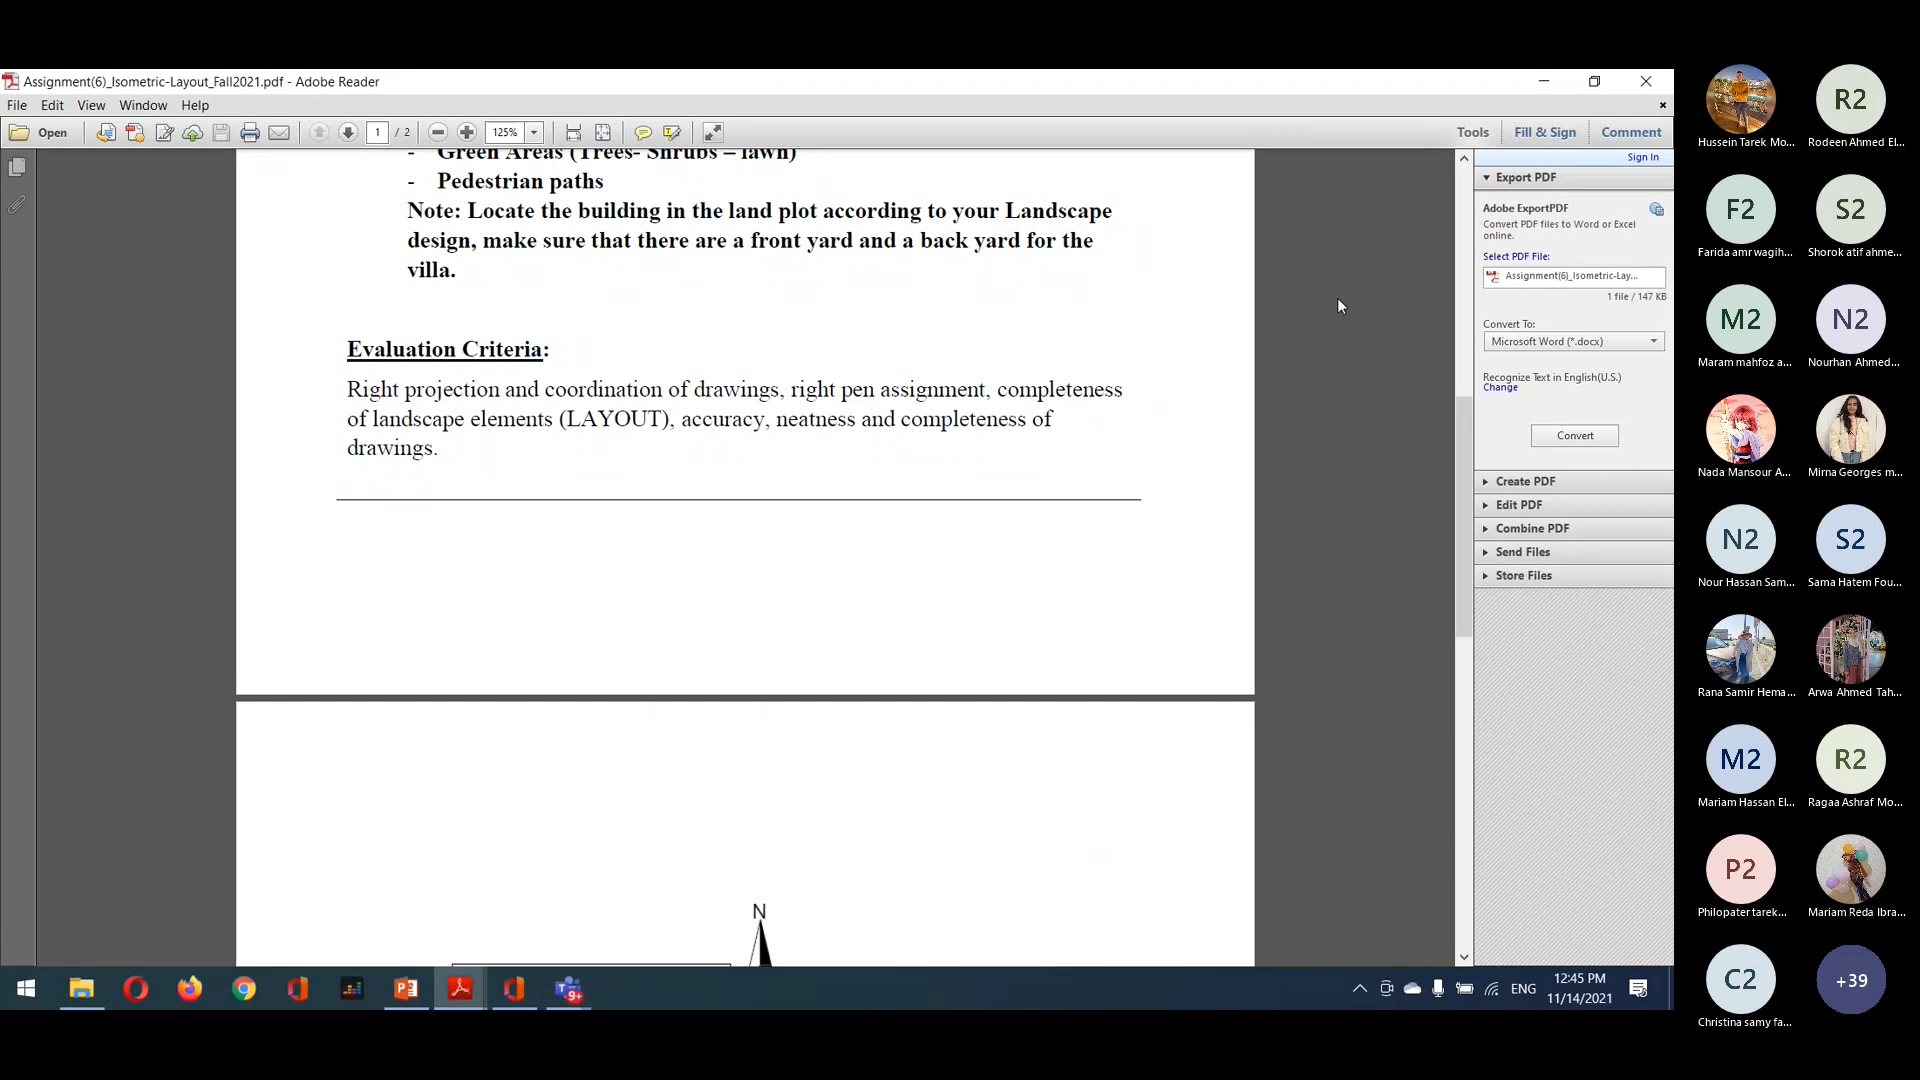 Assignment(6)_Isometric-Layout_Fall2021.pdf - Adobe Reader
File Edit View Window Help
Open 1 / 2 125% Tools Fill & Sign Comment
Sign In
- Green Areas (Trees- Shrubs – lawn)
- Pedestrian paths
Note: Locate the building in the land plot according to your Landscape
design, make sure that there are a front yard and a back yard for the
villa.
Evaluation Criteria:
Right projection and coordination of drawings, right pen assignment, completeness
of landscape elements (LAYOUT), accuracy, neatness and completeness of
drawings.
N
Export PDF
Adobe ExportPDF
Convert PDF files to Word or Excel
online.
Select PDF File:
Assignment(6)_Isometric-Lay...
1 file / 147 KB
Convert To:
Microsoft Word (*.docx)
Recognize Text in English(U.S.)
Change
Convert
Create PDF
Edit PDF
Combine PDF
Send Files
Store Files
9+
ENG
12:45 PM
11/14/2021
R2
Hussein Tarek Mo... Rodeen Ahmed El...
F2 S2
Farida amr wagih... Shorok atif ahme...
M2 N2
Maram mahfoz a... Nourhan Ahmed...
Nada Mansour A... Mirna Georges m...
N2 S2
Nour Hassan Sam... Sama Hatem Fou...
Rana Samir Hema... Arwa Ahmed Tah...
M2 R2
Mariam Hassan El... Ragaa Ashraf Mo...
P2
Philopater tarek... Mariam Reda Ibra...
C2 +39
Christina samy fa...